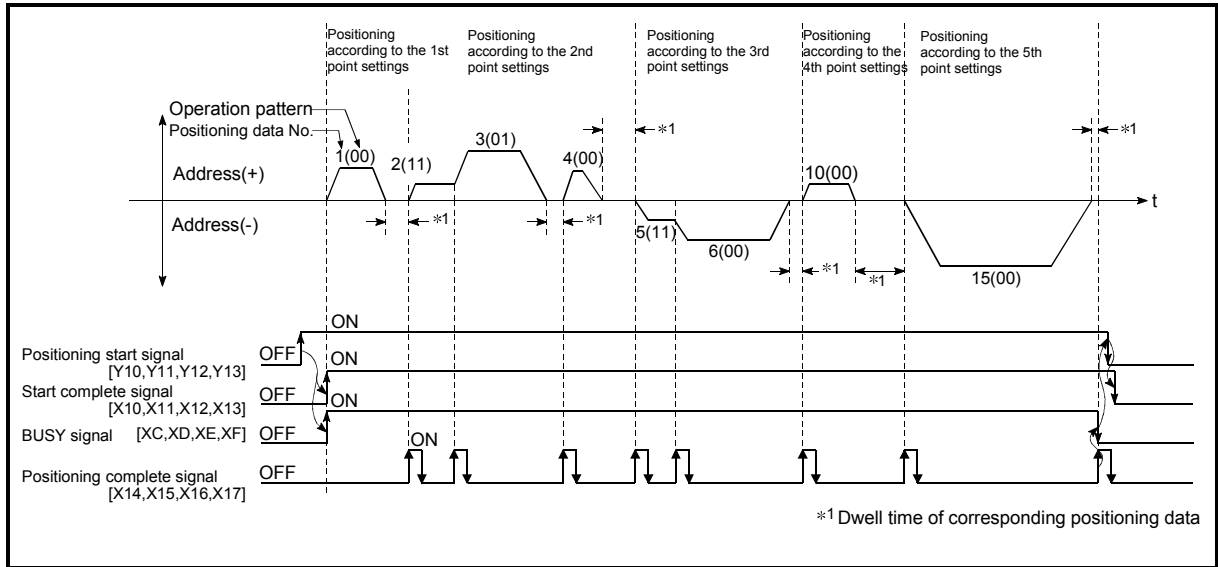 Positioning
according to the 1st
point settings
Positioning
according to the 2nd
point settings
Positioning
according to the 3rd
point settings
Positioning
according to the
4th point settings
Positioning
according to the 5th
point settings
Operation pattern
Positioning data No.
1(00)
2(11)
3(01)
4(00)
*1
10(00)
*1
Address(+)
t
Address(-)
*1
*1
5(11)
6(00)
*1
*1
15(00)
ON
Positioning start signal
[Y10,Y11,Y12,Y13]
OFF
ON
Start complete signal
[X10,X11,X12,X13]
OFF
ON
BUSY signal [XC,XD,XE,XF]
OFF
ON
Positioning complete signal
[X14,X15,X16,X17]
OFF
*1 Dwell time of corresponding positioning data